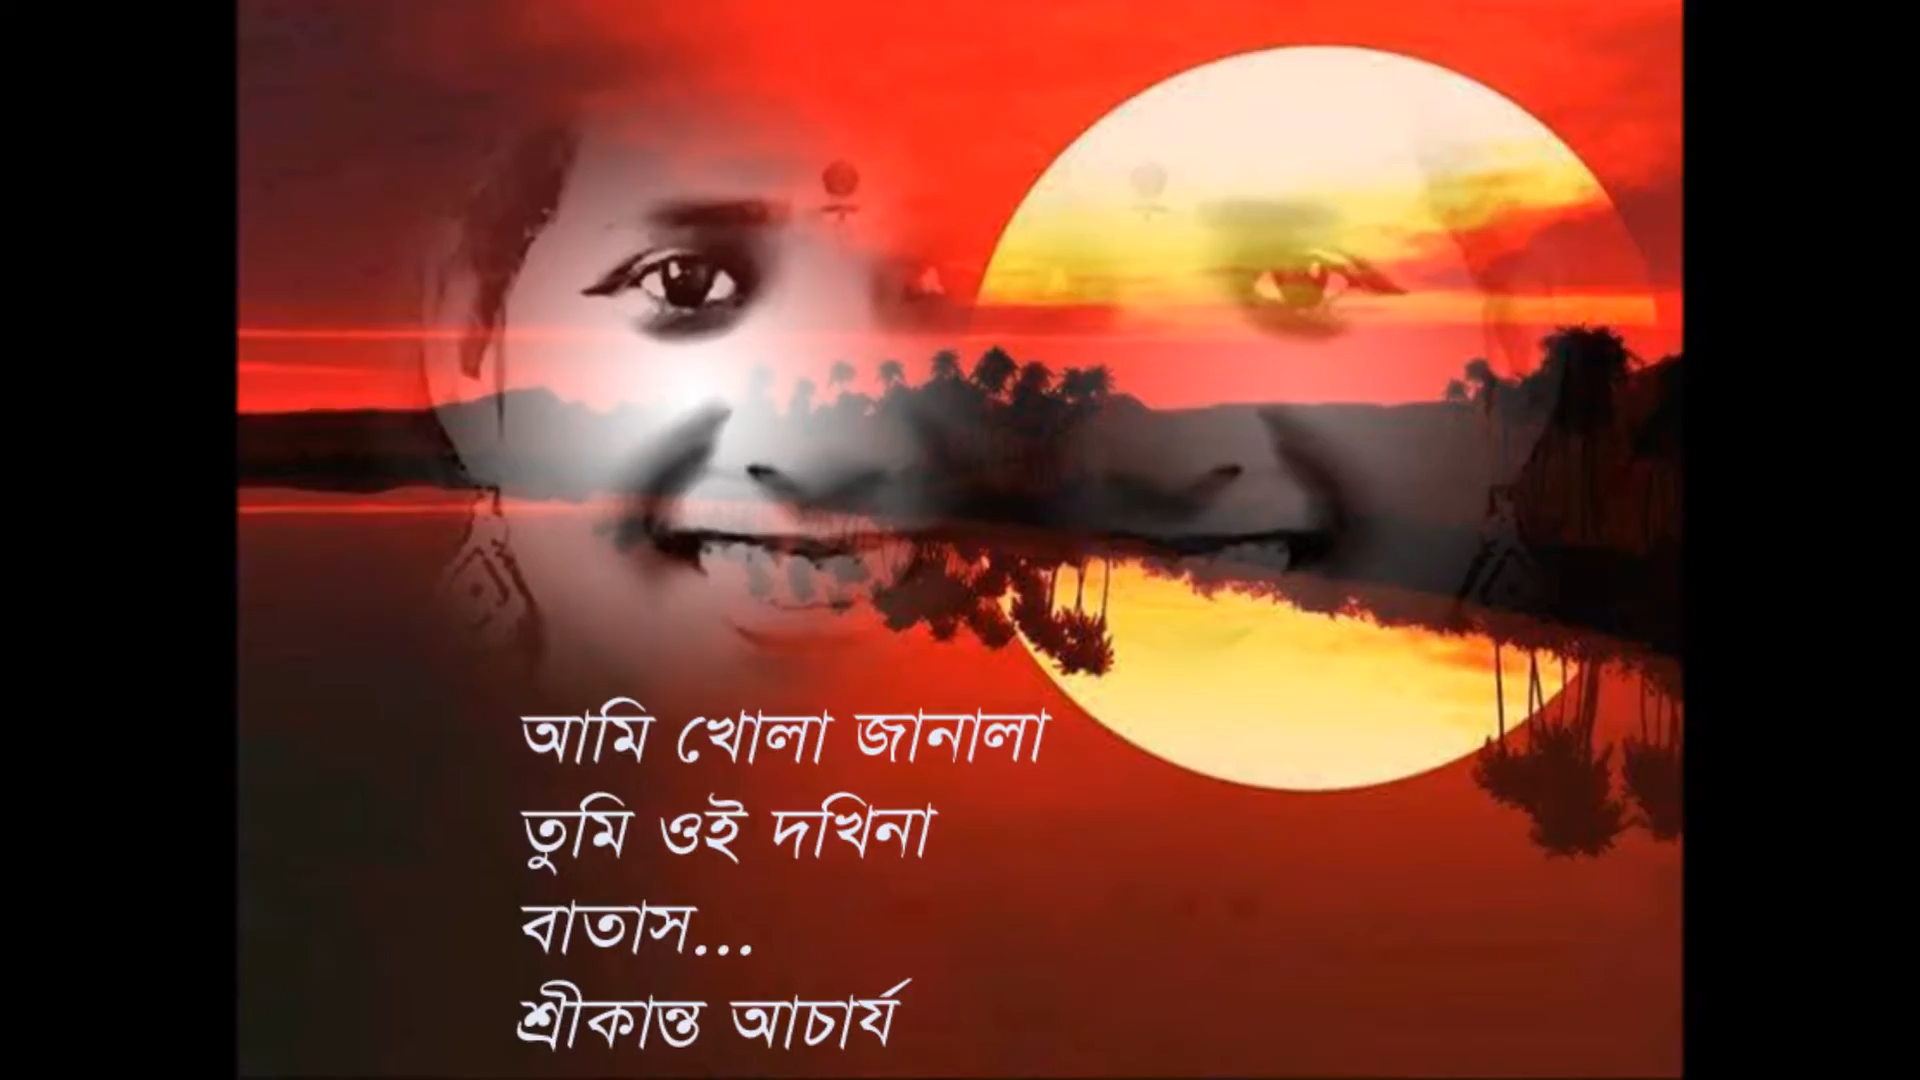 আমি খোলা জানালা
তুমি ওই দখিনা
বাতাস...
শ্রীকান্ত আচার্য